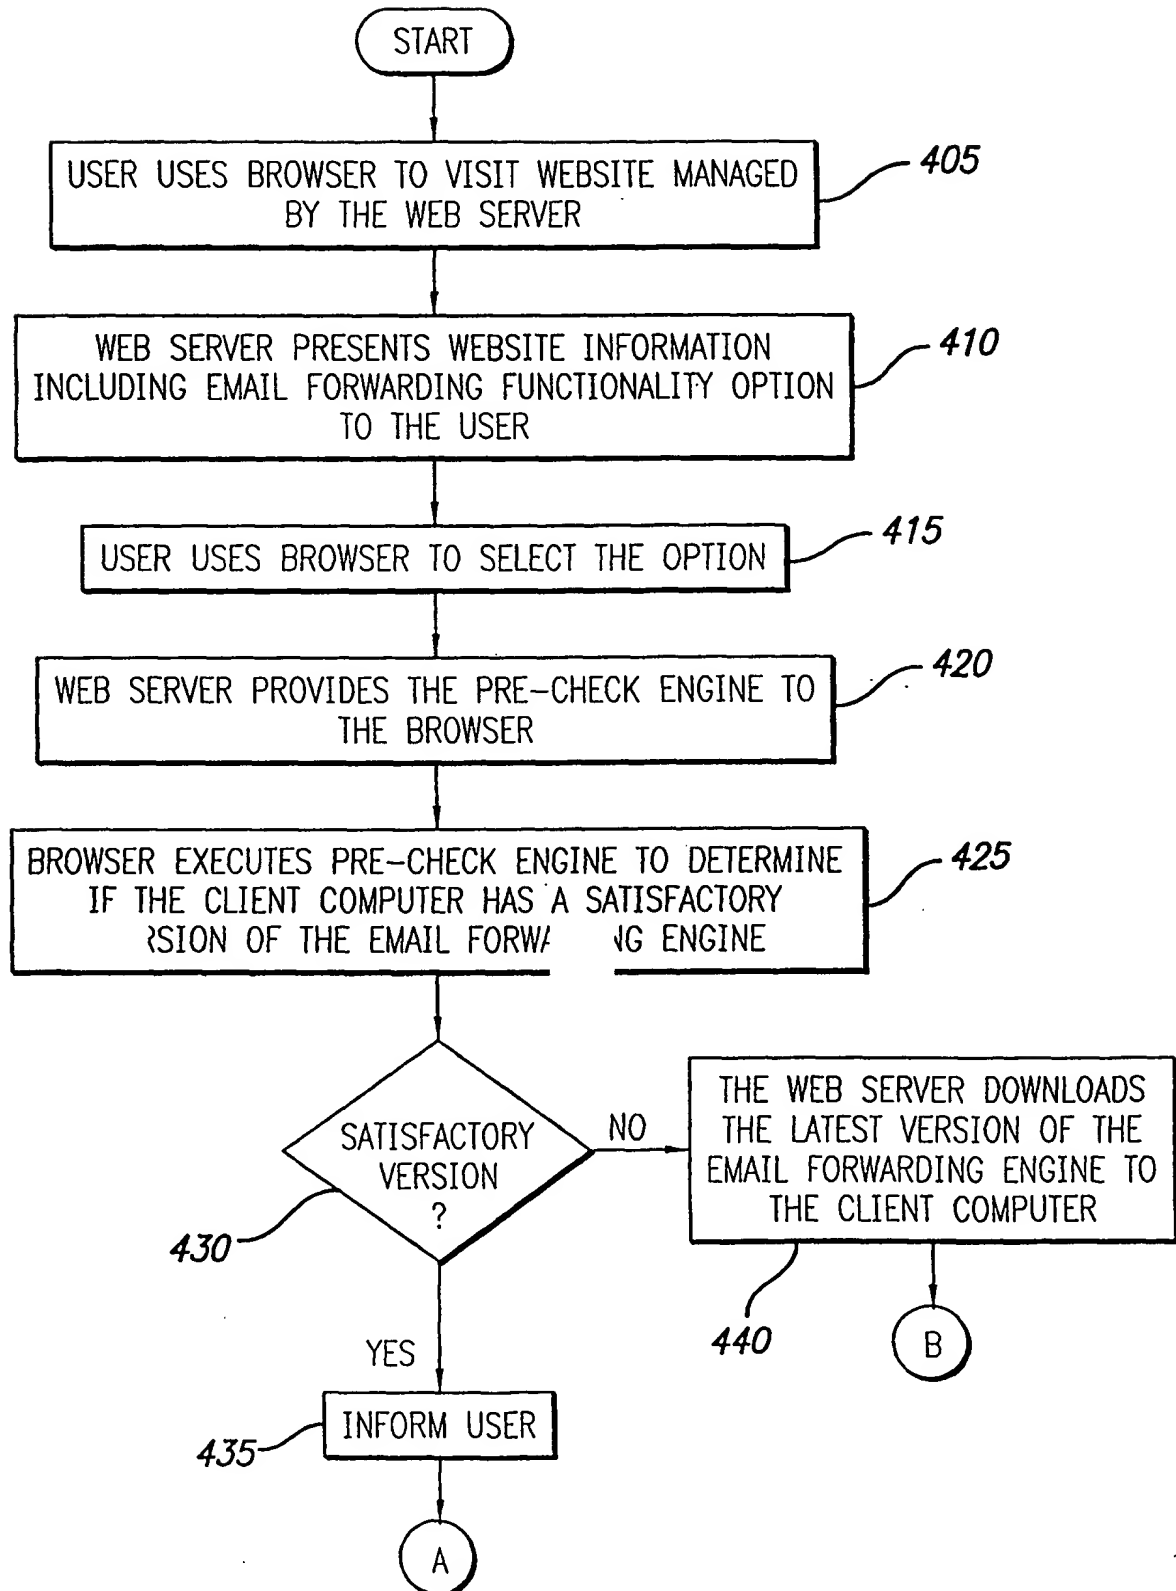 START
USER USES BROWSER TO VISIT WEBSITE MANAGED
BY THE WEB SERVER
405
WEB SERVER PRESENTS WEBSITE INFORMATION
INCLUDING EMAIL FORWARDING FUNCTIONALITY OPTION
TO THE USER
410
USER USES BROWSER TO SELECT THE OPTION
415
WEB SERVER PROVIDES THE PRE-CHECK ENGINE TO
THE BROWSER
420
BROWSER EXECUTES PRE-CHECK ENGINE TO DETERMINE
IF THE CLIENT COMPUTER HAS A SATISFACTORY
OF THE EMAIL ENGINE
425
SATISFACTORY
VERSION
?
430
NO
THE WEB SERVER DOWNLOADS
THE LATEST VERSION OF THE
EMAIL FORWARDING ENGINE TO
THE CLIENT COMPUTER
440
B
YES
INFORM USER
435
A